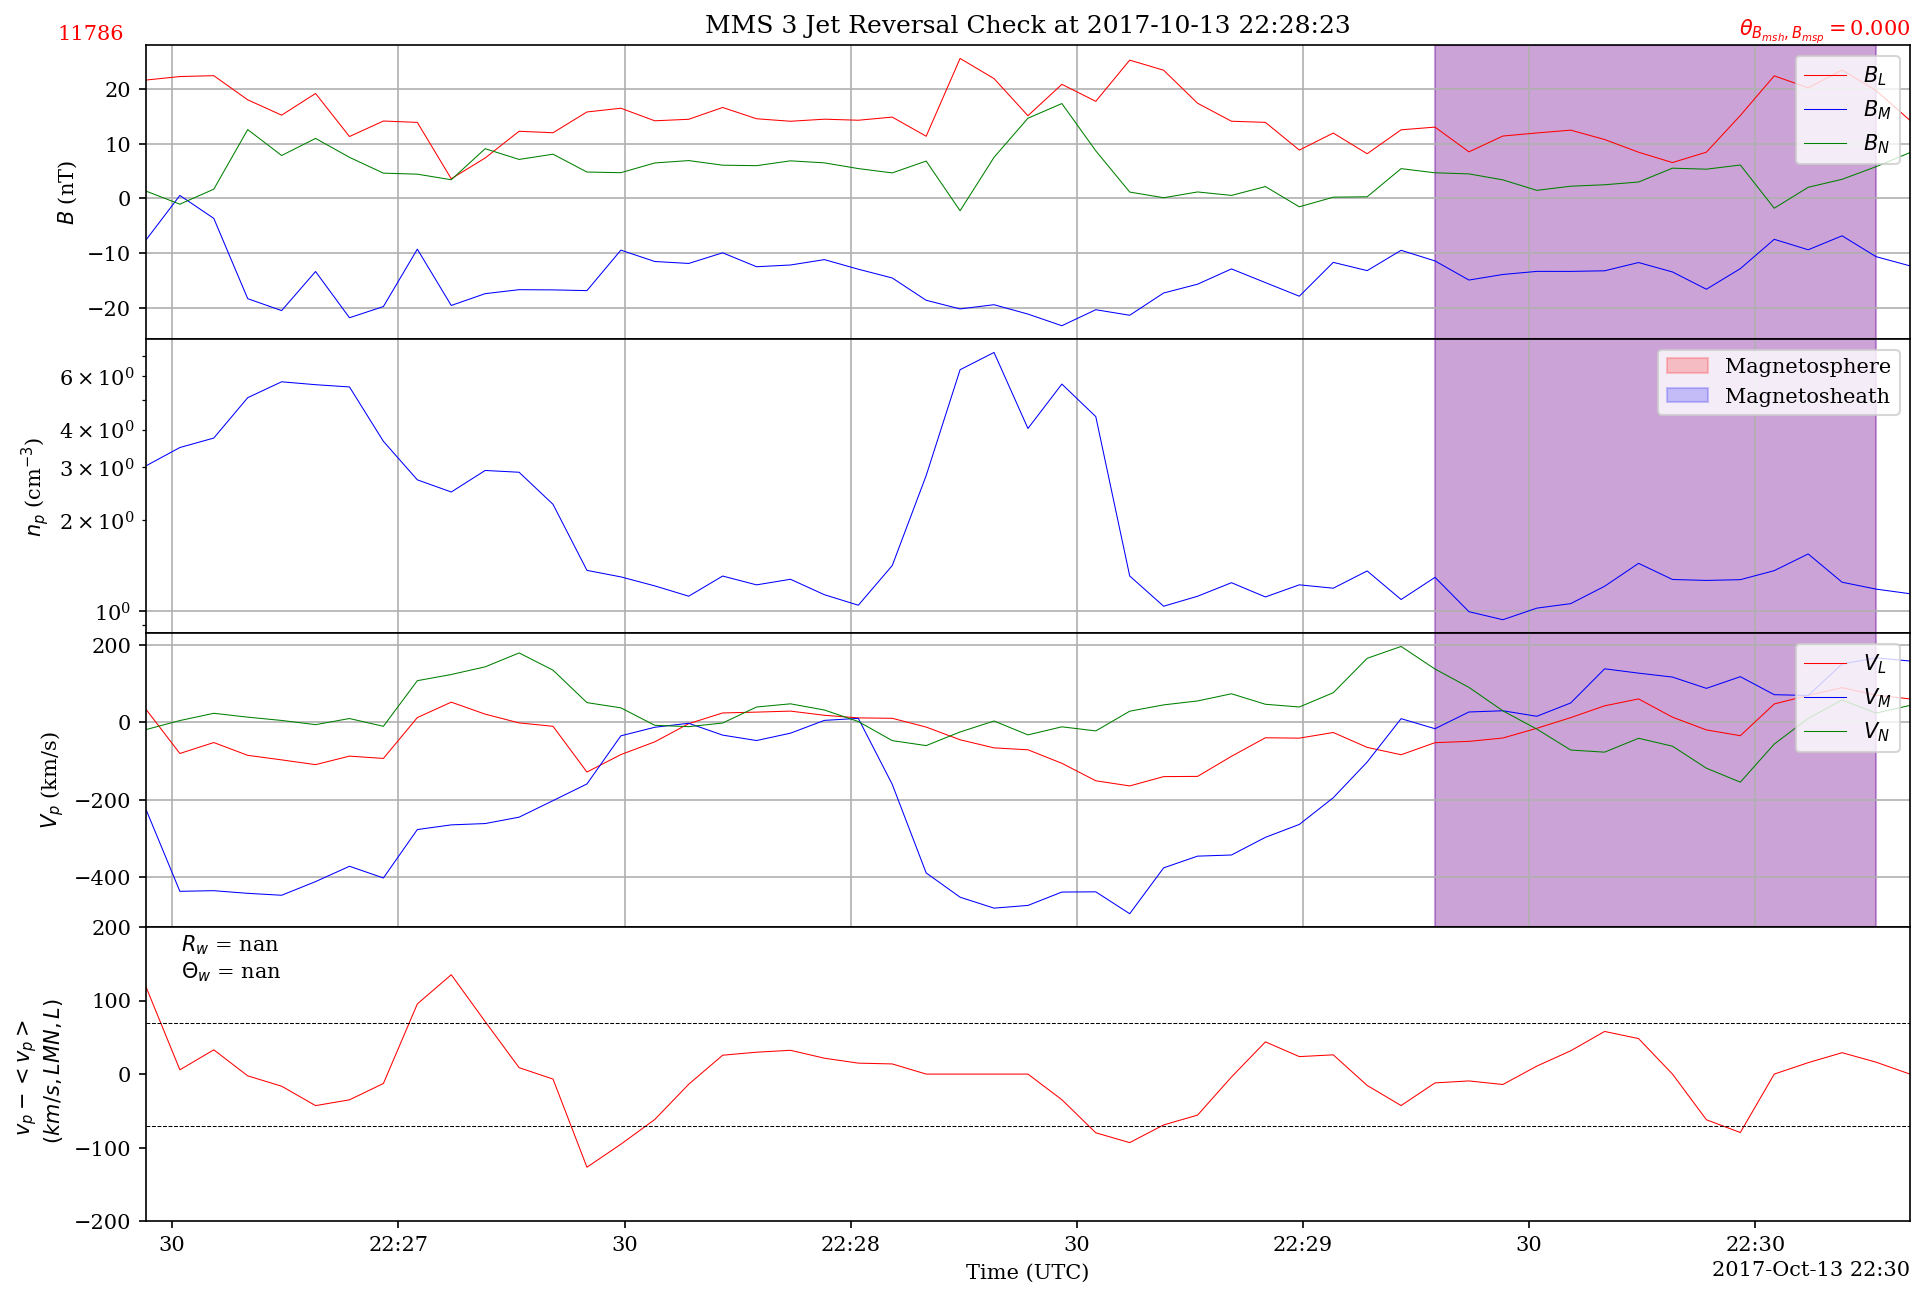 11786
MMS 3 Jet Reversal Check at 2017-10-13 22:28:23
θ_{B_{msh}, B_{msp}} = 0.000
B (nT)
20
10
0
−10
−20
B_L
B_M
B_N
n_p (cm^{−3})
6 × 10^0
4 × 10^0
3 × 10^0
2 × 10^0
10^0
Magnetosphere
Magnetosheath
V_p (km/s)
200
0
−200
−400
V_L
V_M
V_N
v_p − < v_p >
(km/s, LMN, L)
200
100
0
−100
−200
R_w = nan
Θ_w = nan
30
22:27
30
22:28
30
22:29
30
22:30
Time (UTC)
2017-Oct-13 22:30